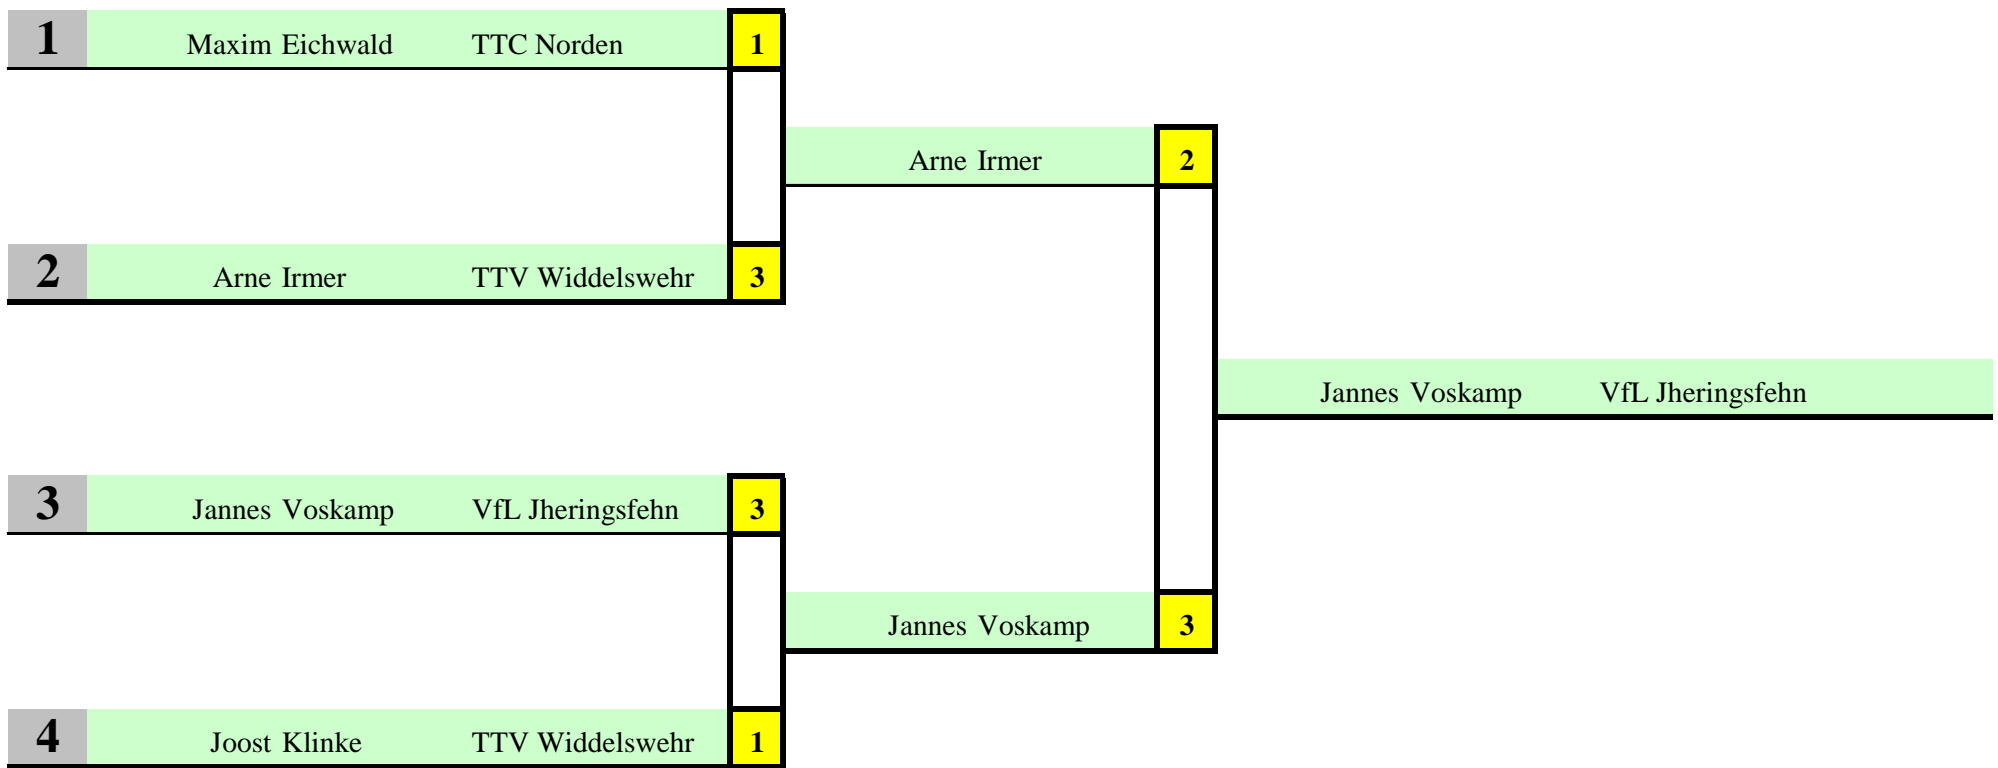 1 Maxim Eichwald TTC Norden 1
Arne Irmer 2
2 Arne Irmer TTV Widdelswehr 3
Jannes Voskamp VfL Jheringsfehn
3 Jannes Voskamp VfL Jheringsfehn 3
Jannes Voskamp 3
4 Joost Klinke TTV Widdelswehr 1